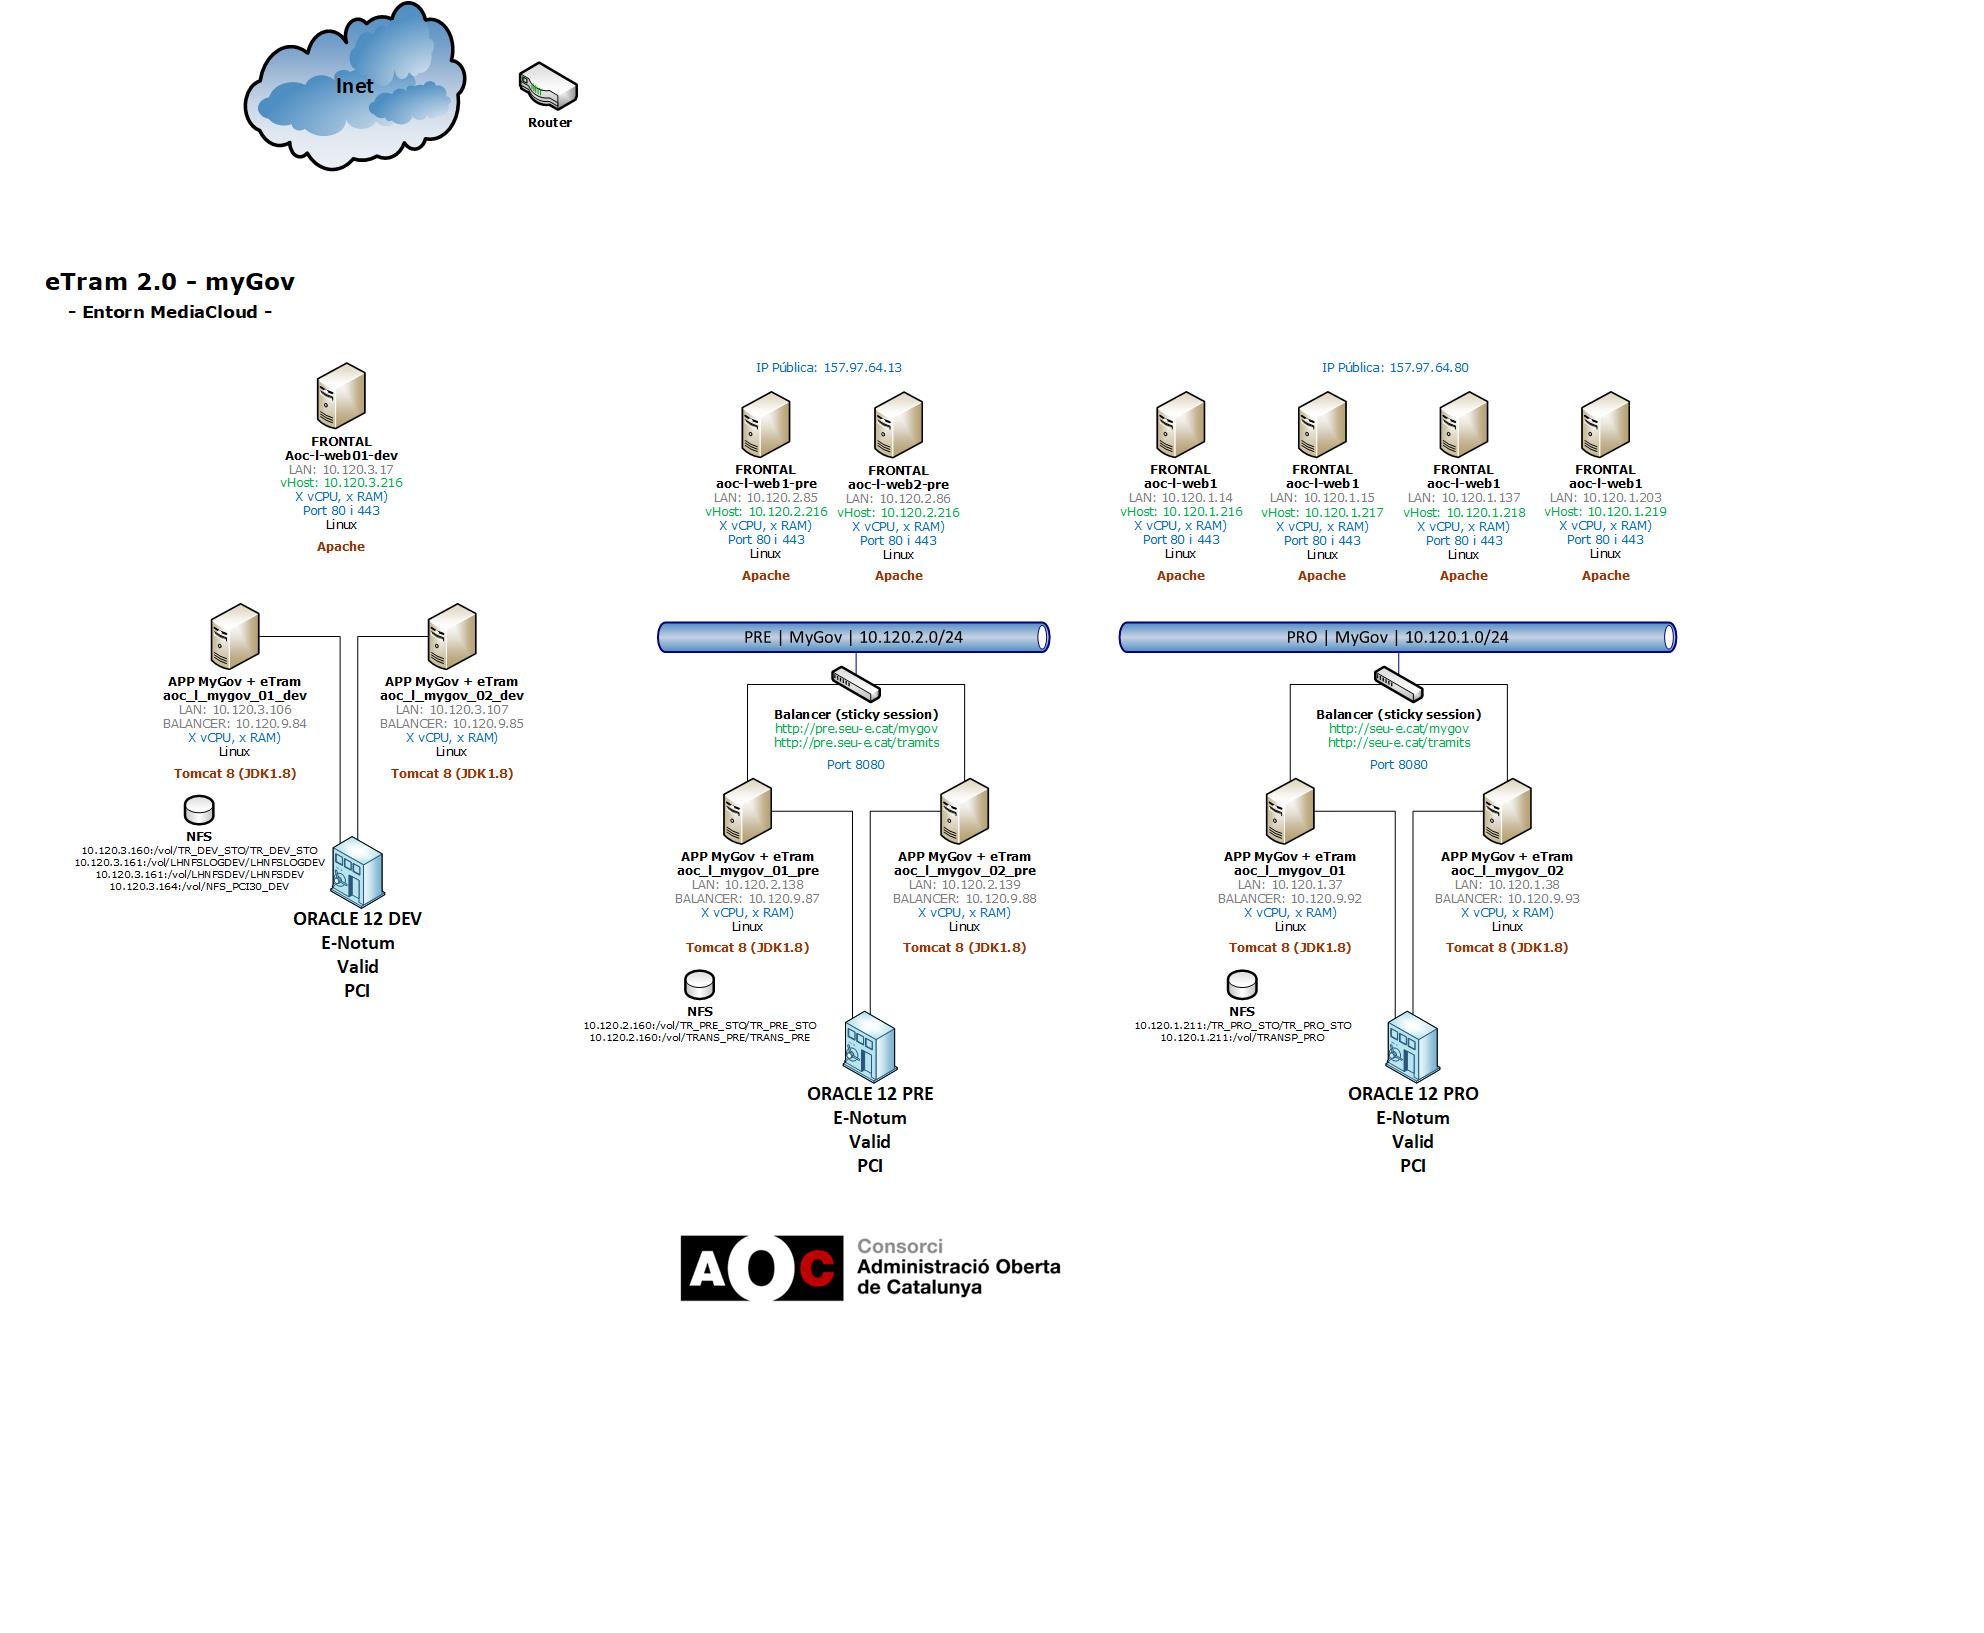 Inet
Router
eTram 2.0 - myGov
- Entorn MediaCloud -
FRONTAL
Aoc-l-web01-dev
LAN: 10.120.3.17
vHost: 10.120.3.216
X vCPU, x RAM)
Port 80 i 443
Linux
Apache
APP MyGov + eTram
aoc_l_mygov_01_dev
LAN: 10.120.3.106
BALANCER: 10.120.9.84
X vCPU, x RAM)
Linux
Tomcat 8 (JDK1.8)
APP MyGov + eTram
aoc_l_mygov_02_dev
LAN: 10.120.3.107
BALANCER: 10.120.9.85
X vCPU, x RAM)
Linux
Tomcat 8 (JDK1.8)
NFS
10.120.3.160:/vol/TR_DEV_STO/TR_DEV_STO
10.120.3.161:/vol/LHNFSLOGDEV/LHNFSLOGDEV
10.120.3.161:/vol/LHNFSDEV/LHNFSDEV
10.120.3.164:/vol/NFS_PCI30_DEV
ORACLE 12 DEV
E-Notum
Valid
PCI
IP Pública: 157.97.64.13
FRONTAL
aoc-l-web1-pre
LAN: 10.120.2.85
vHost: 10.120.2.216
X vCPU, x RAM)
Port 80 i 443
Linux
Apache
FRONTAL
aoc-l-web2-pre
LAN: 10.120.2.86
vHost: 10.120.2.216
X vCPU, x RAM)
Port 80 i 443
Linux
Apache
PRE | MyGov | 10.120.2.0/24
Balancer (sticky session)
http://pre.seu-e.cat/mygov
http://pre.seu-e.cat/tramits
Port 8080
APP MyGov + eTram
aoc_l_mygov_01_pre
LAN: 10.120.2.138
BALANCER: 10.120.9.87
X vCPU, x RAM)
Linux
Tomcat 8 (JDK1.8)
APP MyGov + eTram
aoc_l_mygov_02_pre
LAN: 10.120.2.139
BALANCER: 10.120.9.88
X vCPU, x RAM)
Linux
Tomcat 8 (JDK1.8)
NFS
10.120.2.160:/vol/TR_PRE_STO/TR_PRE_STO
10.120.2.160:/vol/TRANS_PRE/TRANS_PRE
ORACLE 12 PRE
E-Notum
Valid
PCI
IP Pública: 157.97.64.80
FRONTAL
aoc-l-web1
LAN: 10.120.1.14
vHost: 10.120.1.216
X vCPU, x RAM)
Port 80 i 443
Linux
Apache
FRONTAL
aoc-l-web1
LAN: 10.120.1.15
vHost: 10.120.1.217
X vCPU, x RAM)
Port 80 i 443
Linux
Apache
FRONTAL
aoc-l-web1
LAN: 10.120.1.137
vHost: 10.120.1.218
X vCPU, x RAM)
Port 80 i 443
Linux
Apache
FRONTAL
aoc-l-web1
LAN: 10.120.1.203
vHost: 10.120.1.219
X vCPU, x RAM)
Port 80 i 443
Linux
Apache
PRO | MyGov | 10.120.1.0/24
Balancer (sticky session)
http://seu-e.cat/mygov
http://seu-e.cat/tramits
Port 8080
APP MyGov + eTram
aoc_l_mygov_01
LAN: 10.120.1.37
BALANCER: 10.120.9.92
X vCPU, x RAM)
Linux
Tomcat 8 (JDK1.8)
APP MyGov + eTram
aoc_l_mygov_02
LAN: 10.120.1.38
BALANCER: 10.120.9.93
X vCPU, x RAM)
Linux
Tomcat 8 (JDK1.8)
NFS
10.120.1.211:/TR_PRO_STO/TR_PRO_STO
10.120.1.211:/vol/TRANSP_PRO
ORACLE 12 PRO
E-Notum
Valid
PCI
AOC
Consorci
Administració Oberta
de Catalunya